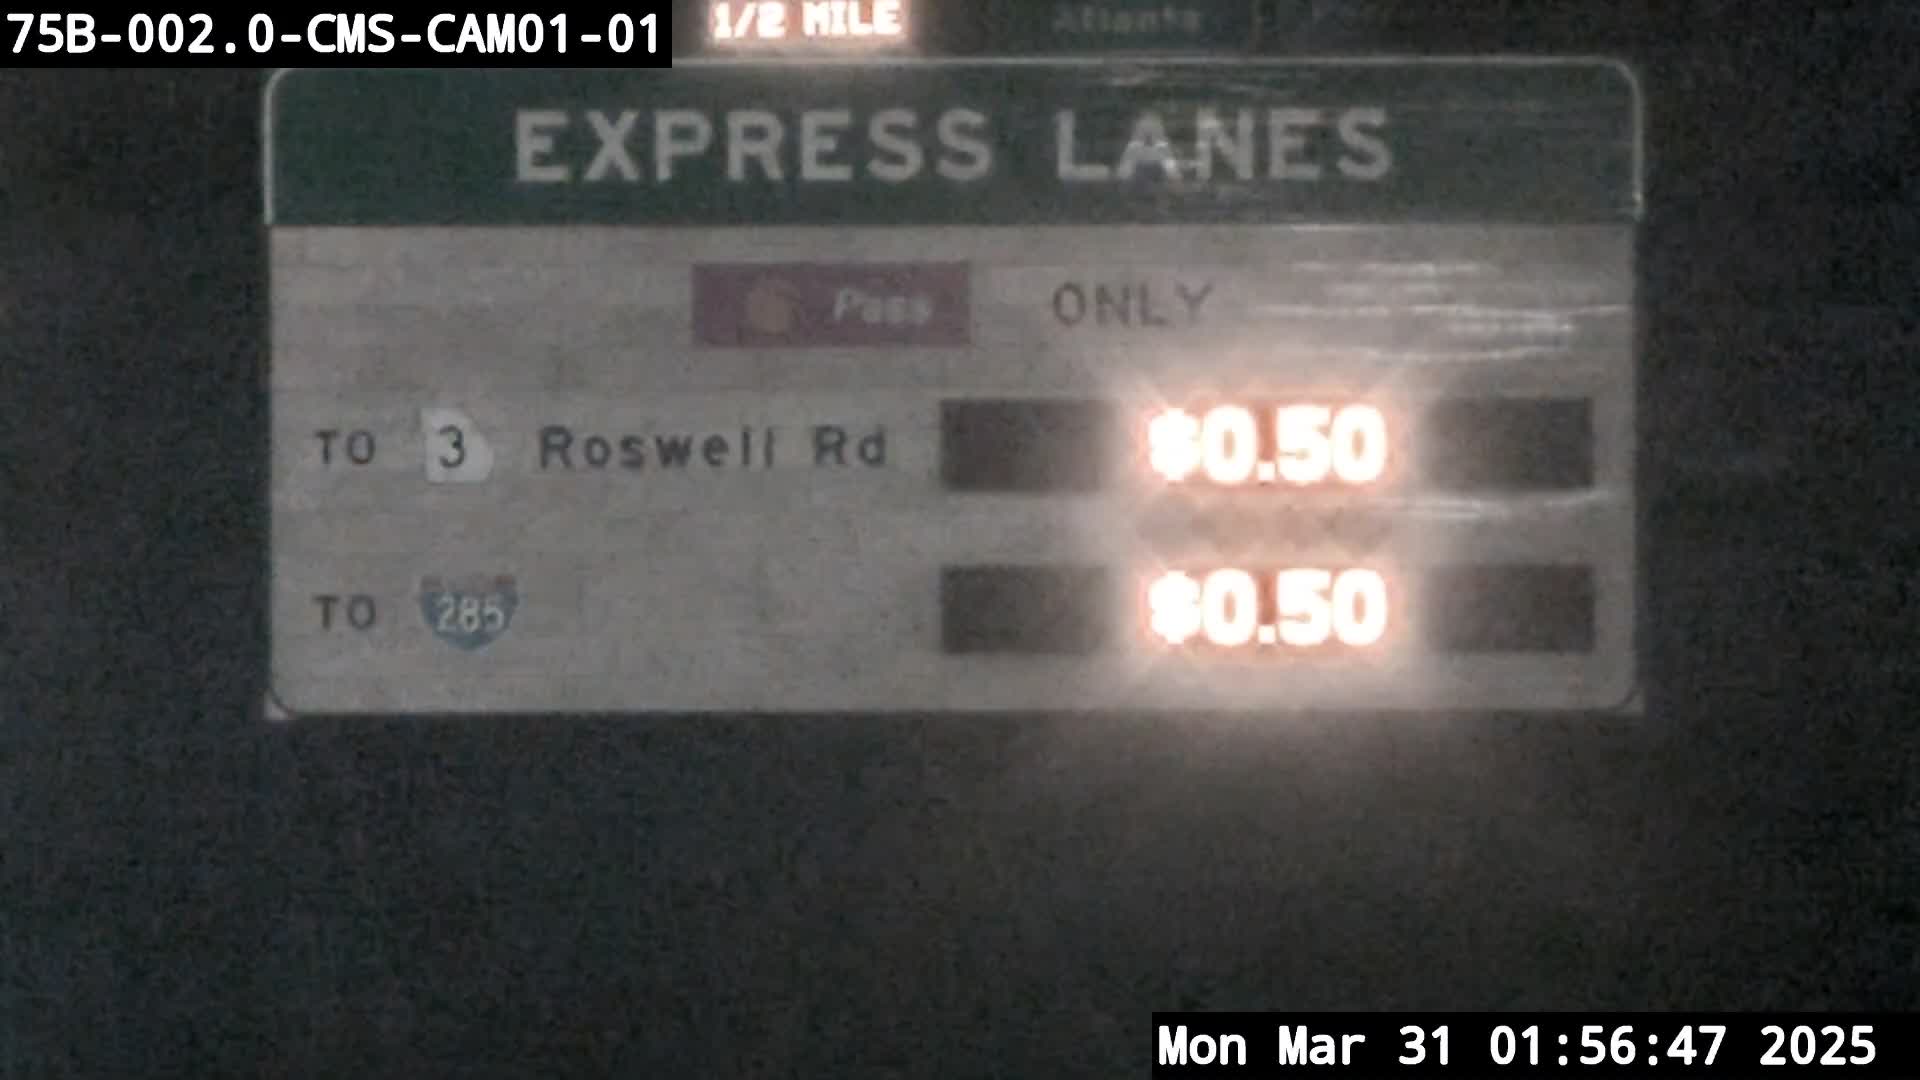 75B-002.0-CMS-CAM01-01
1/2 MILE
Atlanta
EXPRESS LANES
Pass ONLY
TO 3 Roswell Rd $0.50
TO 285 $0.50
Mon Mar 31 01:56:47 2025